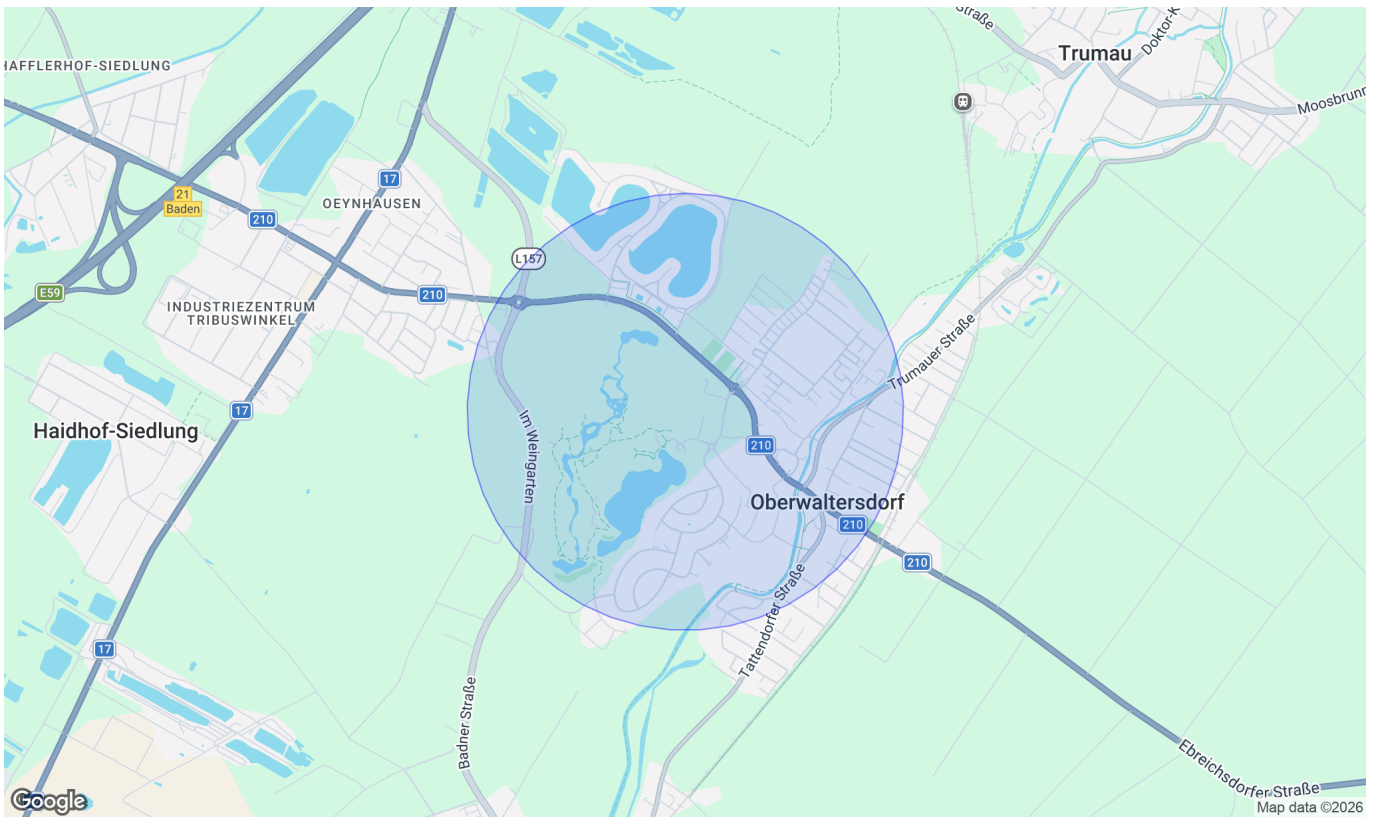 Straße
Doktor-K
Trumau
HAFFLERHOF-SIEDLUNG
Moosbrunn
17
21
Baden
OEYNHAUSEN
210
L157
E59
210
INDUSTRIEZENTRUM
TRIBUSWINKEL
Trumauer Straße
17
Haidhof-Siedlung
Im Weingarten
210
Oberwaltersdorf
210
210
Tattendorfer Straße
17
Badner Straße
Ebreichsdorfer Straße
Google
Map data ©2026